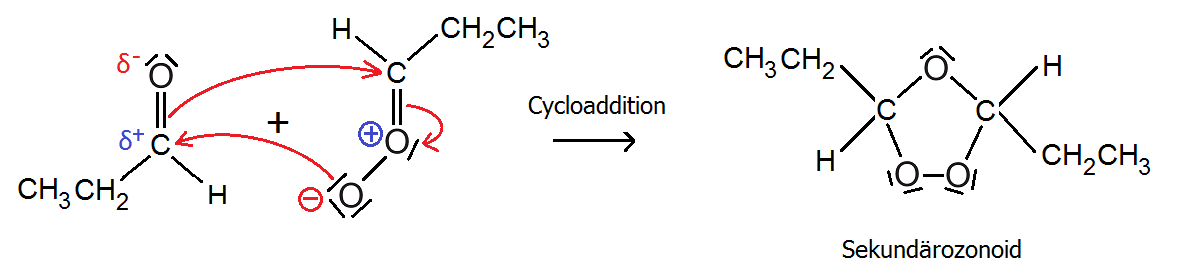 H CH₂CH₃
δ⁻ O C
CH₃CH₂ O H
Cycloaddition
δ⁺ C + ⊕ O C C
H
⊖ O O–O CH₂CH₃
CH₃CH₂ H
Sekundärozonoid